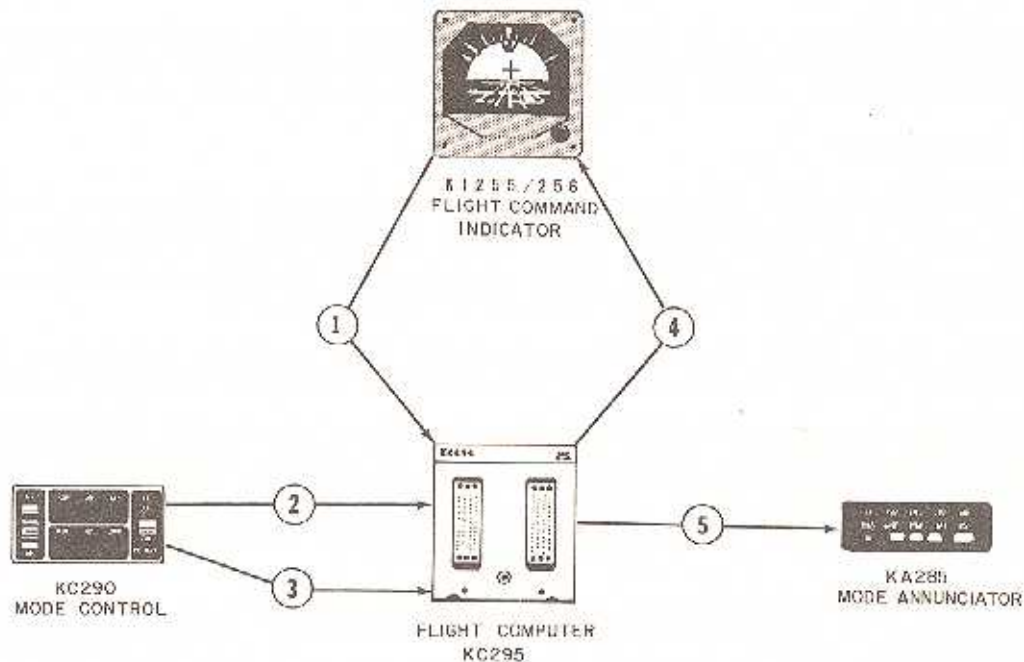 KI255/256
FLIGHT COMMAND
INDICATOR
1
4
2
3
5
KC290
MODE CONTROL
FLIGHT COMPUTER
KC295
KA285
MODE ANNUNCIATOR